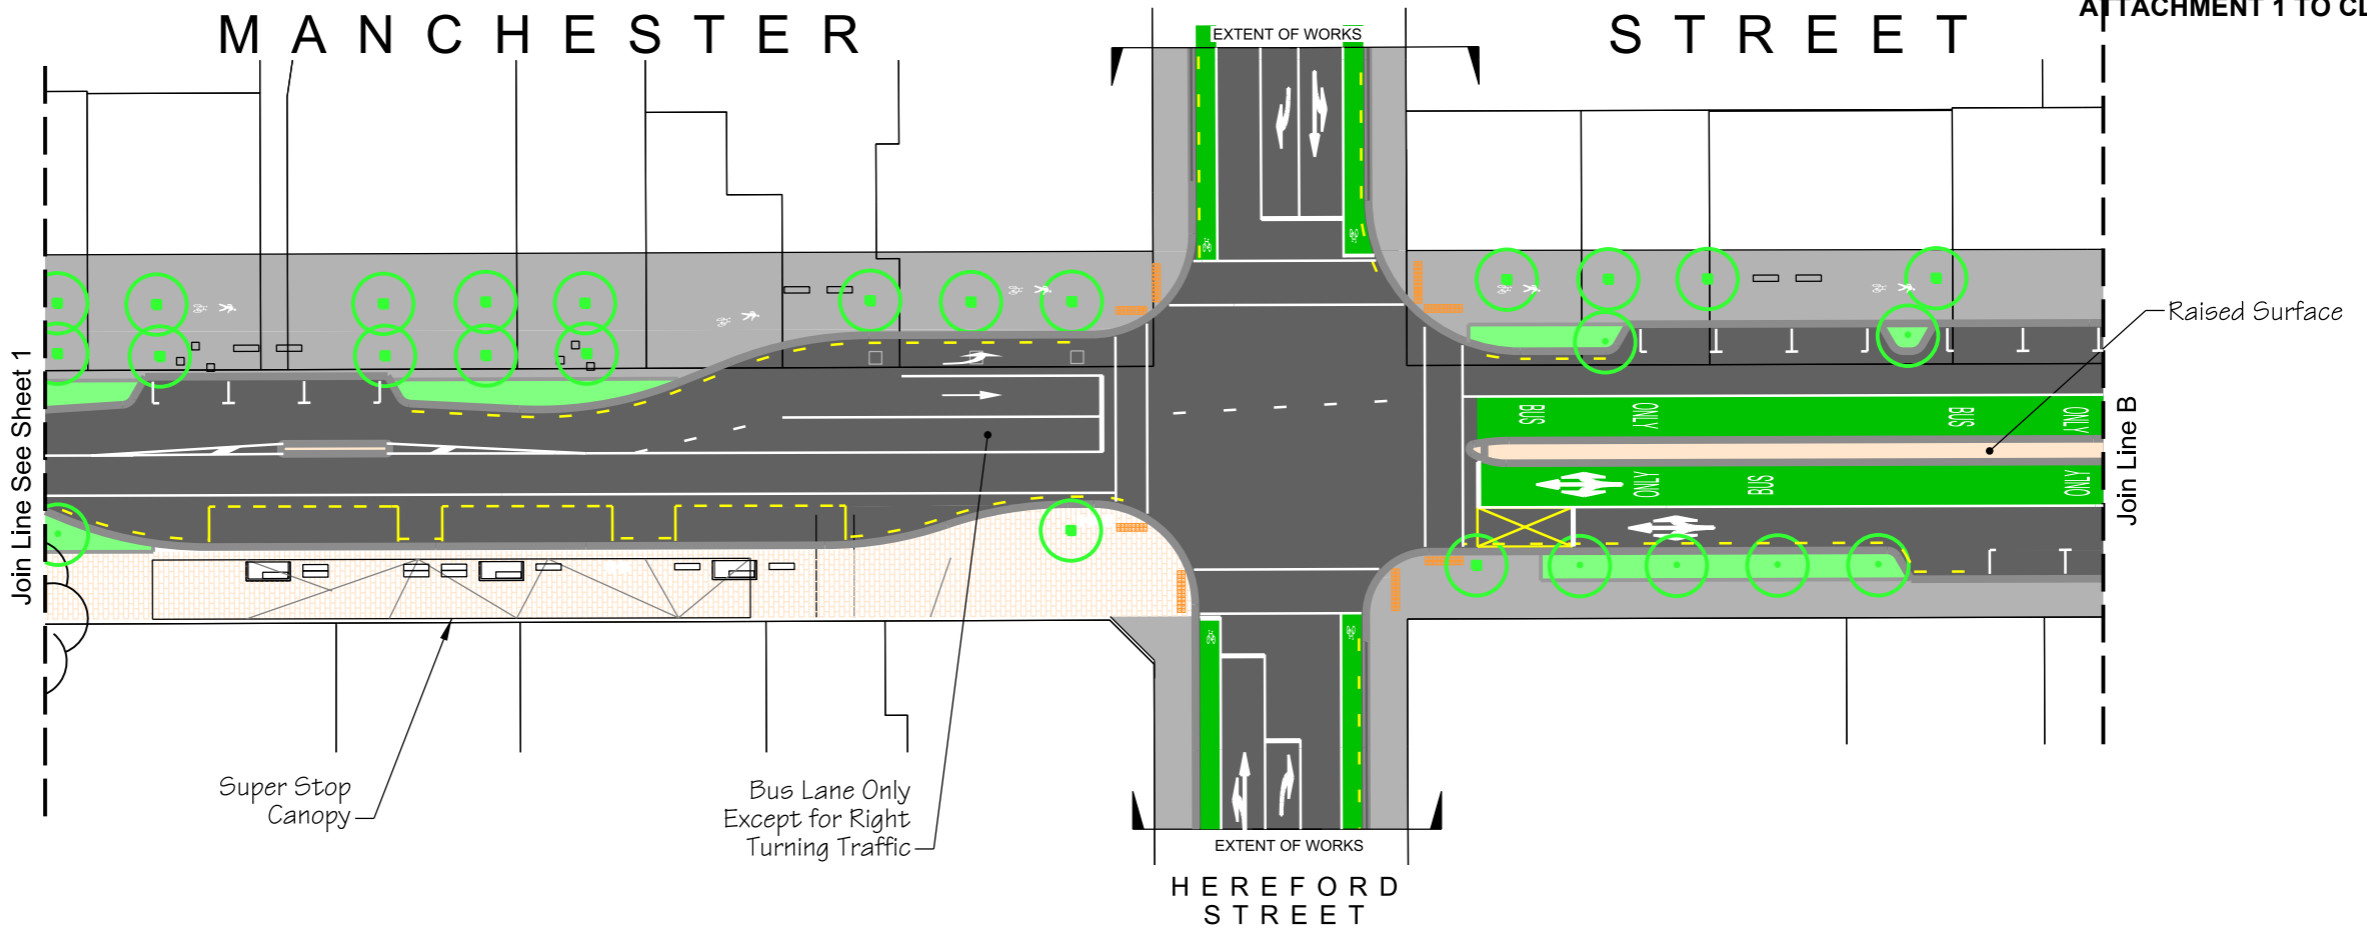 ATTACHMENT 1 TO
MANCHESTER STREET
EXTENT OF WORKS
Raised Surface
BUS ONLY BUS ONLY
ONLY BUS ONLY
Join Line See Sheet 1
Join Line B
Super Stop
Canopy
Bus Lane Only
Except for Right
Turning Traffic
EXTENT OF WORKS
HEREFORD
STREET